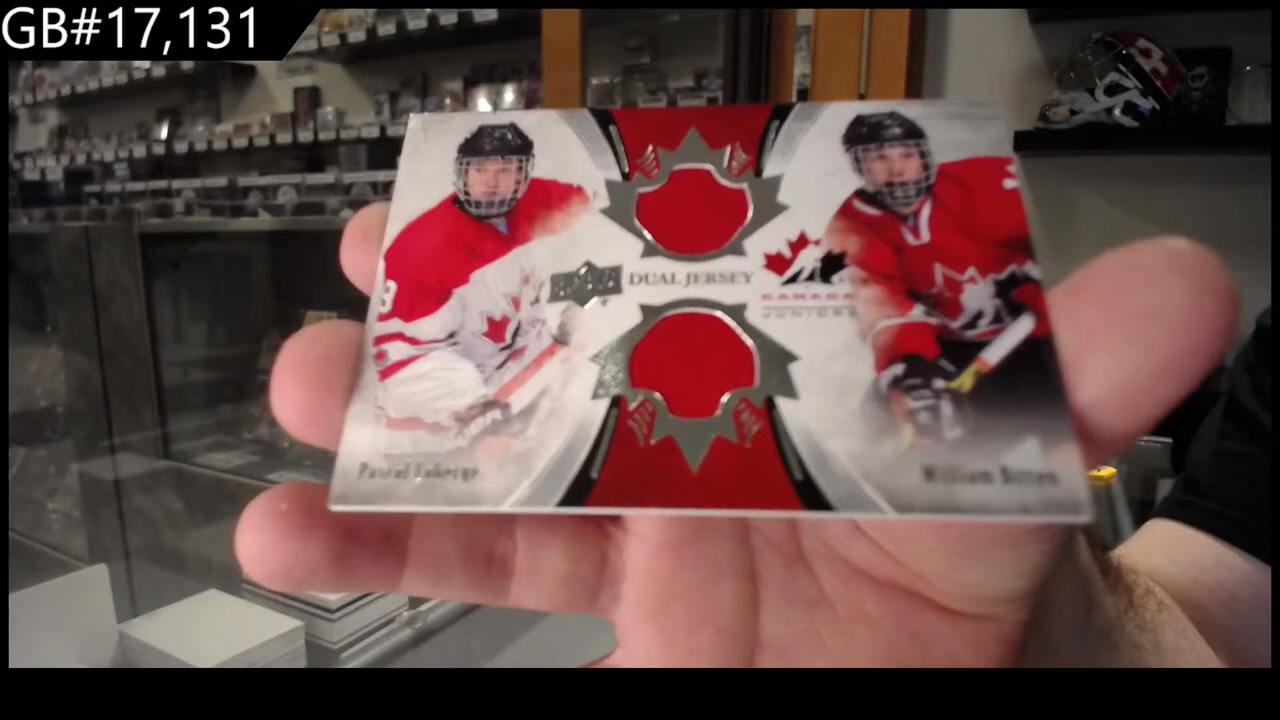 GB#17,131
DUAL JERSEY
CANADA
JUNIORS
Pascal Laberge
William Bitten